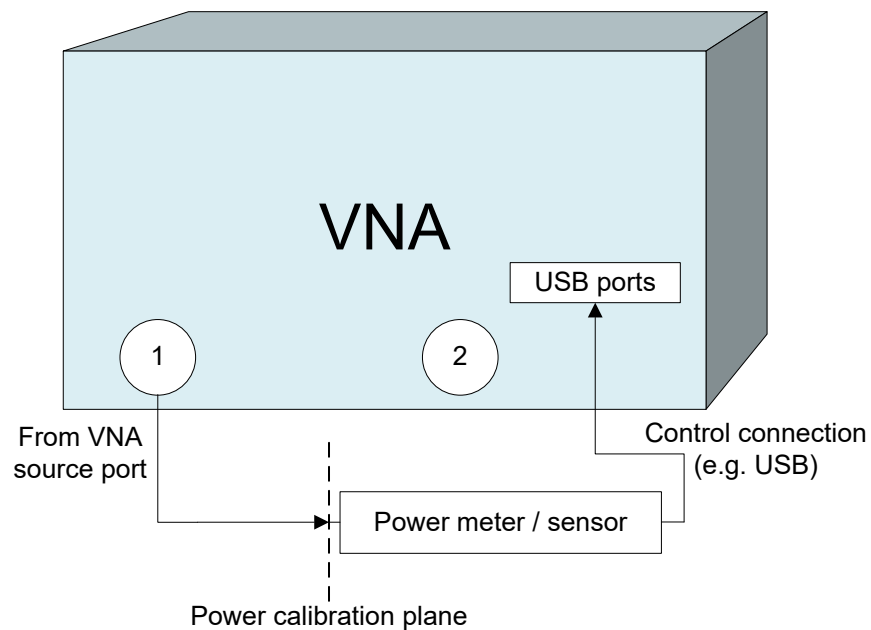 VNA
USB ports
1
2
From VNA
source port
Control connection
(e.g. USB)
Power meter / sensor
Power calibration plane